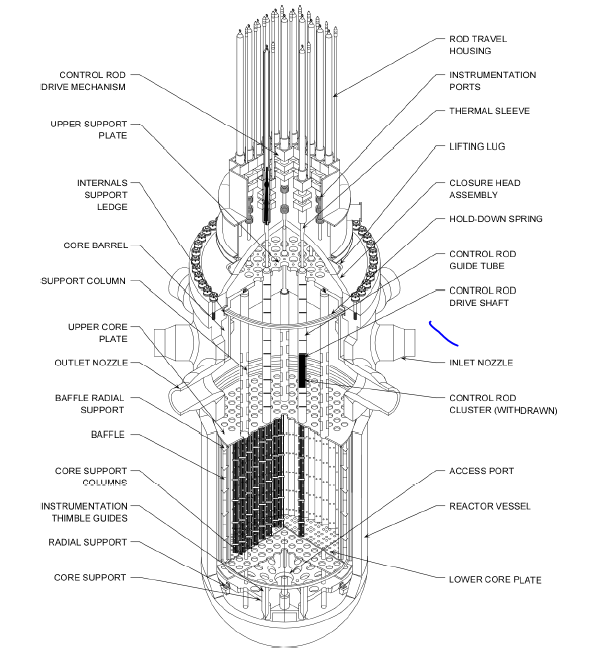 CONTROL ROD
DRIVE MECHANISM
UPPER SUPPORT
PLATE
INTERNALS
SUPPORT
LEDGE
CORE BARREL
SUPPORT COLUMN
UPPER CORE
PLATE
OUTLET NOZZLE
BAFFLE RADIAL
SUPPORT
BAFFLE
CORE SUPPORT
COLUMNS
INSTRUMENTATION
THIMBLE GUIDES
RADIAL SUPPORT
CORE SUPPORT
ROD TRAVEL
HOUSING
INSTRUMENTATION
PORTS
THERMAL SLEEVE
LIFTING LUG
CLOSURE HEAD
ASSEMBLY
HOLD-DOWN SPRING
CONTROL ROD
GUIDE TUBE
CONTROL ROD
DRIVE SHAFT
INLET NOZZLE
CONTROL ROD
CLUSTER (WITHDRAWN)
ACCESS PORT
REACTOR VESSEL
LOWER CORE PLATE